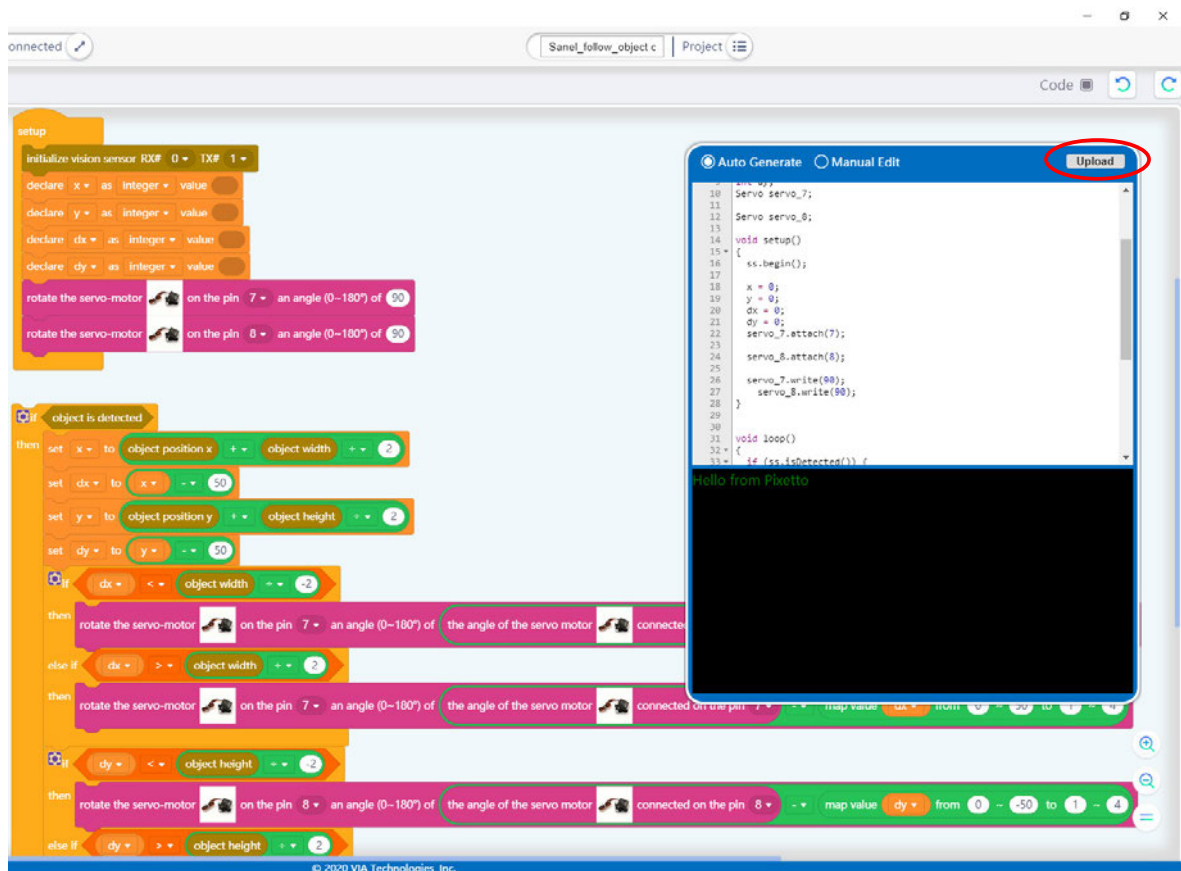 onnected
Sanel_follow_object c
Project
Code
setup
initialize vision sensor RX# 0 TX# 1
declare x as integer value
declare y as integer value
declare dx as integer value
declare dy as integer value
rotate the servo-motor on the pin 7 an angle (0~180°) of 90
rotate the servo-motor on the pin 8 an angle (0~180°) of 90
if object is detected
then set x to object position x + object width ÷ 2
set dx to x - 50
set y to object position y + object height ÷ 2
set dy to y - 50
if dx < object width ÷ -2
then rotate the servo-motor on the pin 7 an angle (0~180°) of the angle of the servo motor connecte
else if dx > object width ÷ 2
then rotate the servo-motor on the pin 7 an angle (0~180°) of the angle of the servo motor connected on the pin 7 - map value dx from 0 ~ 50 to 1 ~ 4
if dy < object height ÷ -2
then rotate the servo-motor on the pin 8 an angle (0~180°) of the angle of the servo motor connected on the pin 8 - map value dy from 0 ~ -50 to 1 ~ 4
else if dy > object height ÷ 2
Auto Generate Manual Edit Upload
9 int dy;
10 Servo servo_7;
11
12 Servo servo_8;
13
14 void setup()
15 {
16 ss.begin();
17
18 x = 0;
19 y = 0;
20 dx = 0;
21 dy = 0;
22 servo_7.attach(7);
23
24 servo_8.attach(8);
25
26 servo_7.write(90);
27 servo_8.write(90);
28 }
29
30
31 void loop()
32 {
33 if (ss.isDetected()) {
Hello from Pixetto
© 2020 VIA Technologies, Inc.